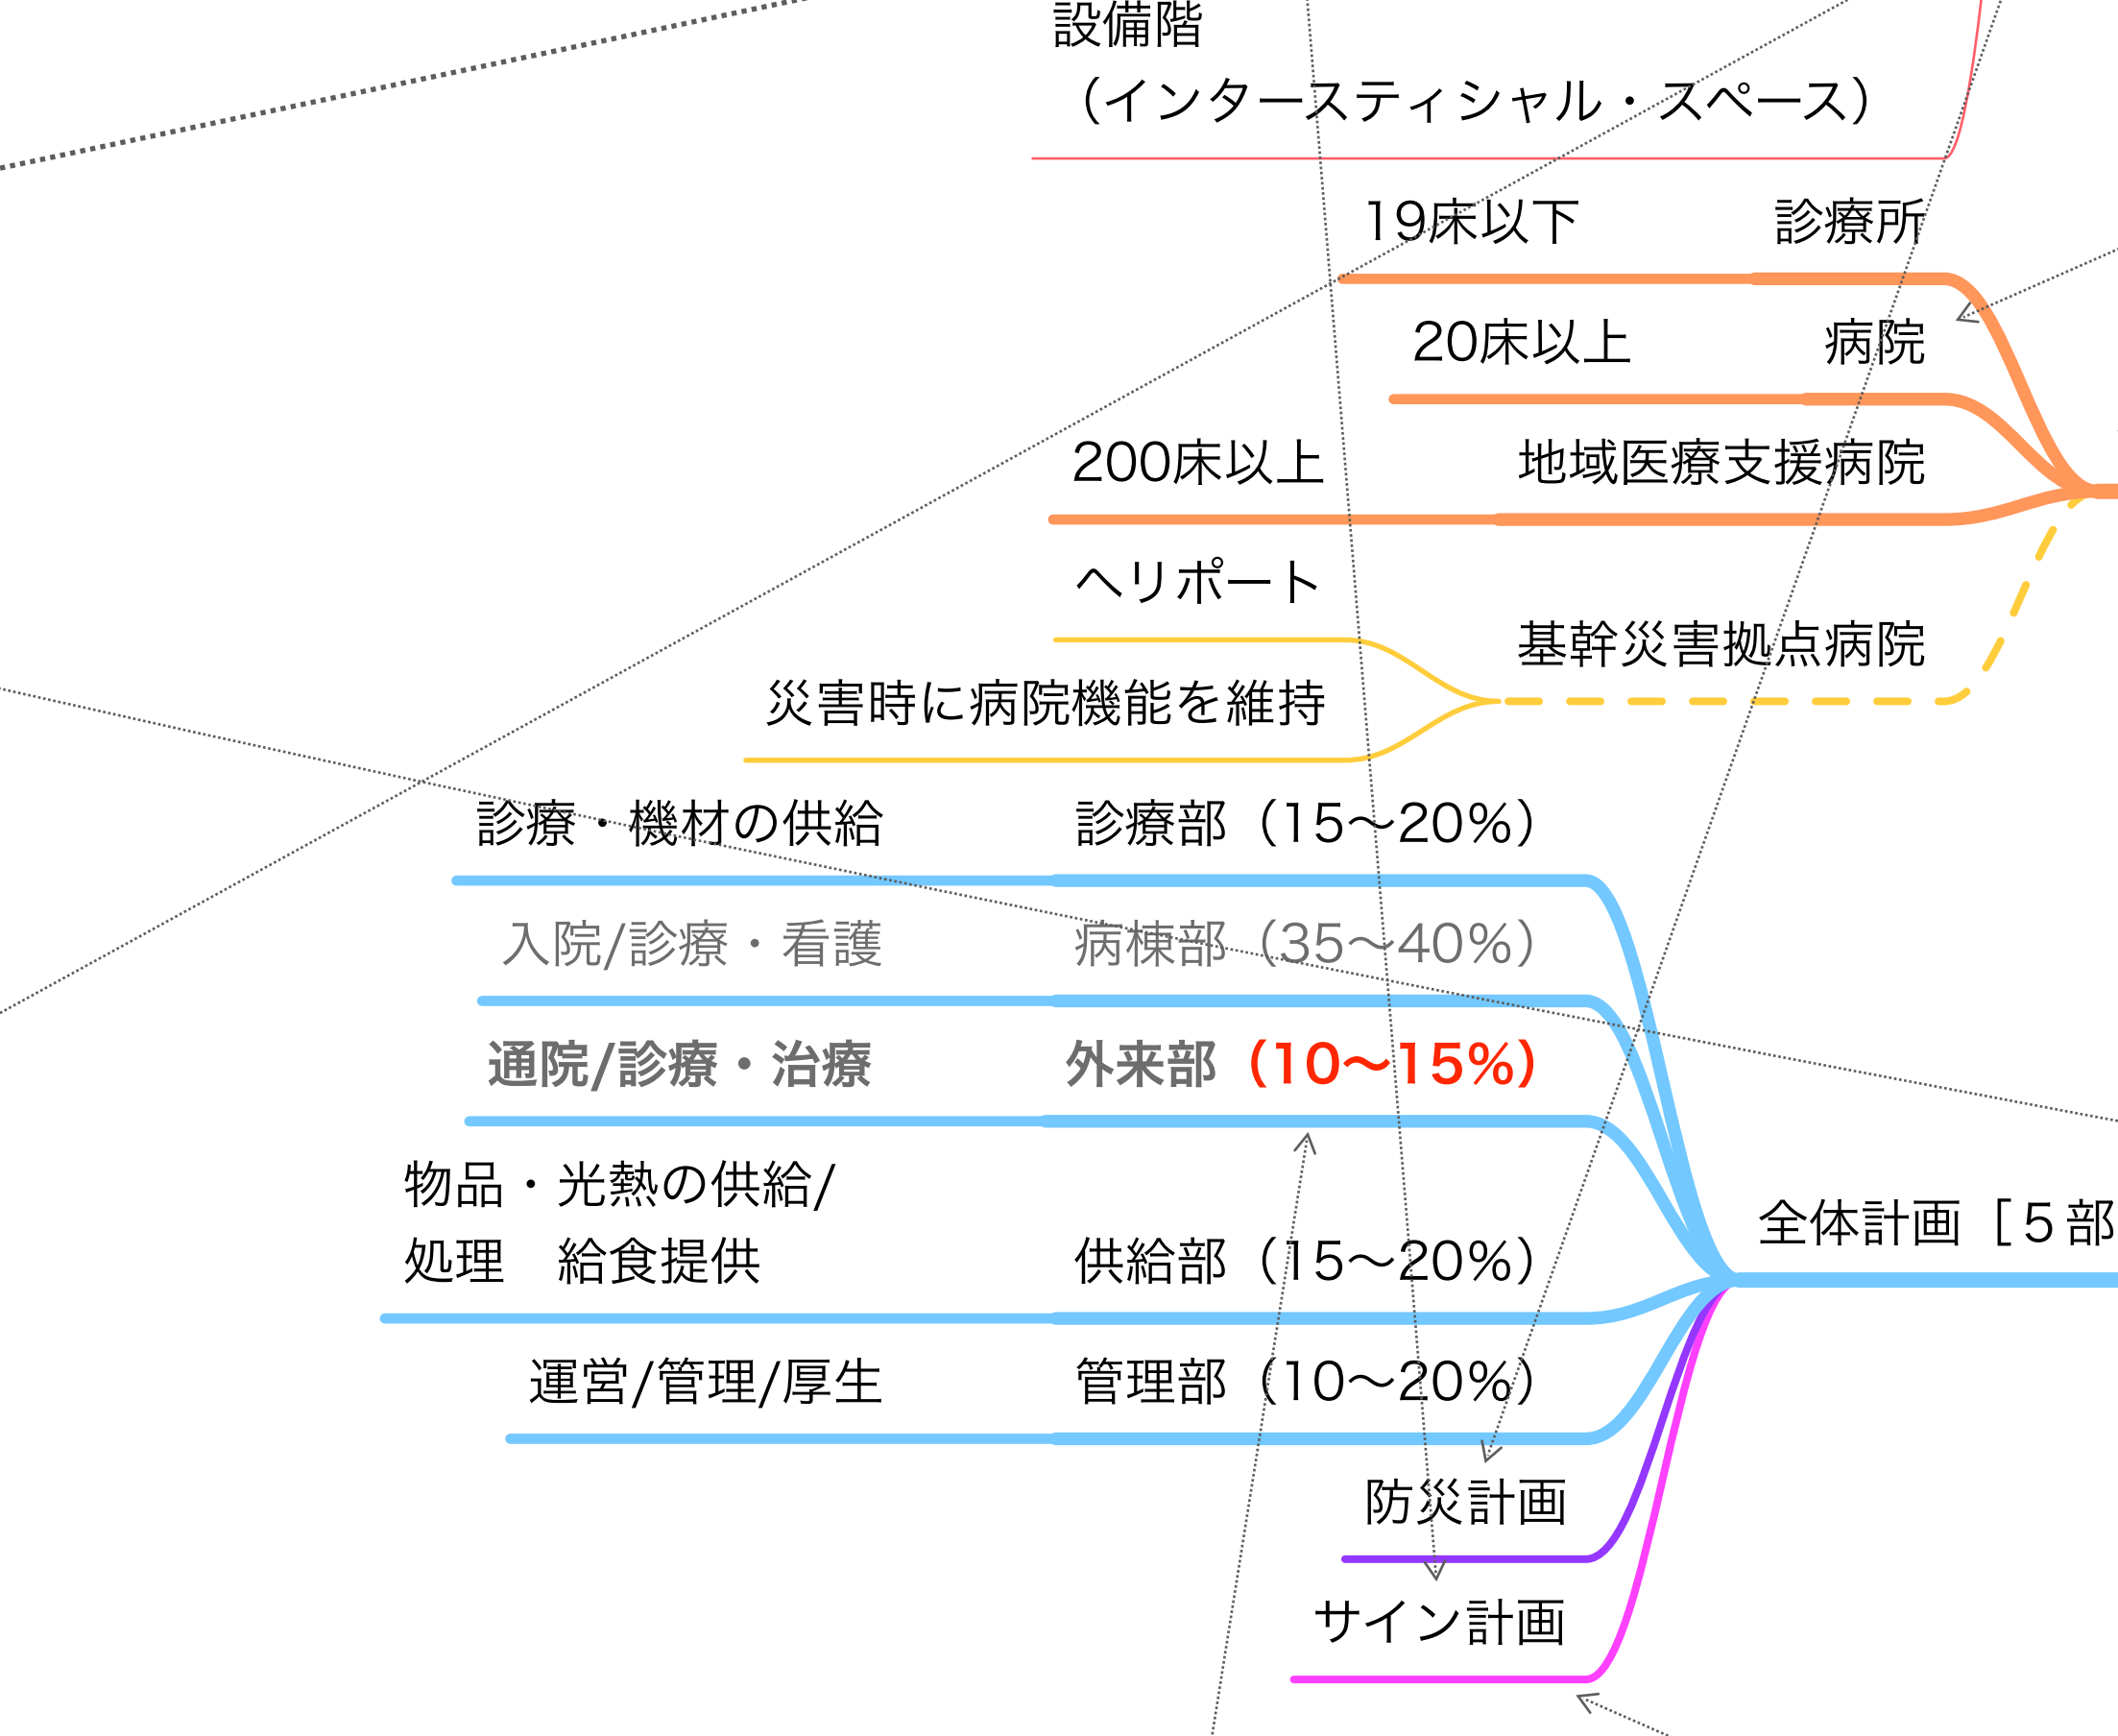 設備階
（インタースティシャル・スペース）
19床以下 診療所
20床以上 病院
200床以上 地域医療支援病院
ヘリポート
基幹災害拠点病院
災害時に病院機能を維持
診療・機材の供給 診療部（15〜20%）
入院/診療・看護 病棟部（35〜40%）
通院/診療・治療 外来部（10〜15%）
物品・光熱の供給/
処理　給食提供 供給部（15〜20%）
全体計画［５部
運営/管理/厚生 管理部（10〜20%）
防災計画
サイン計画